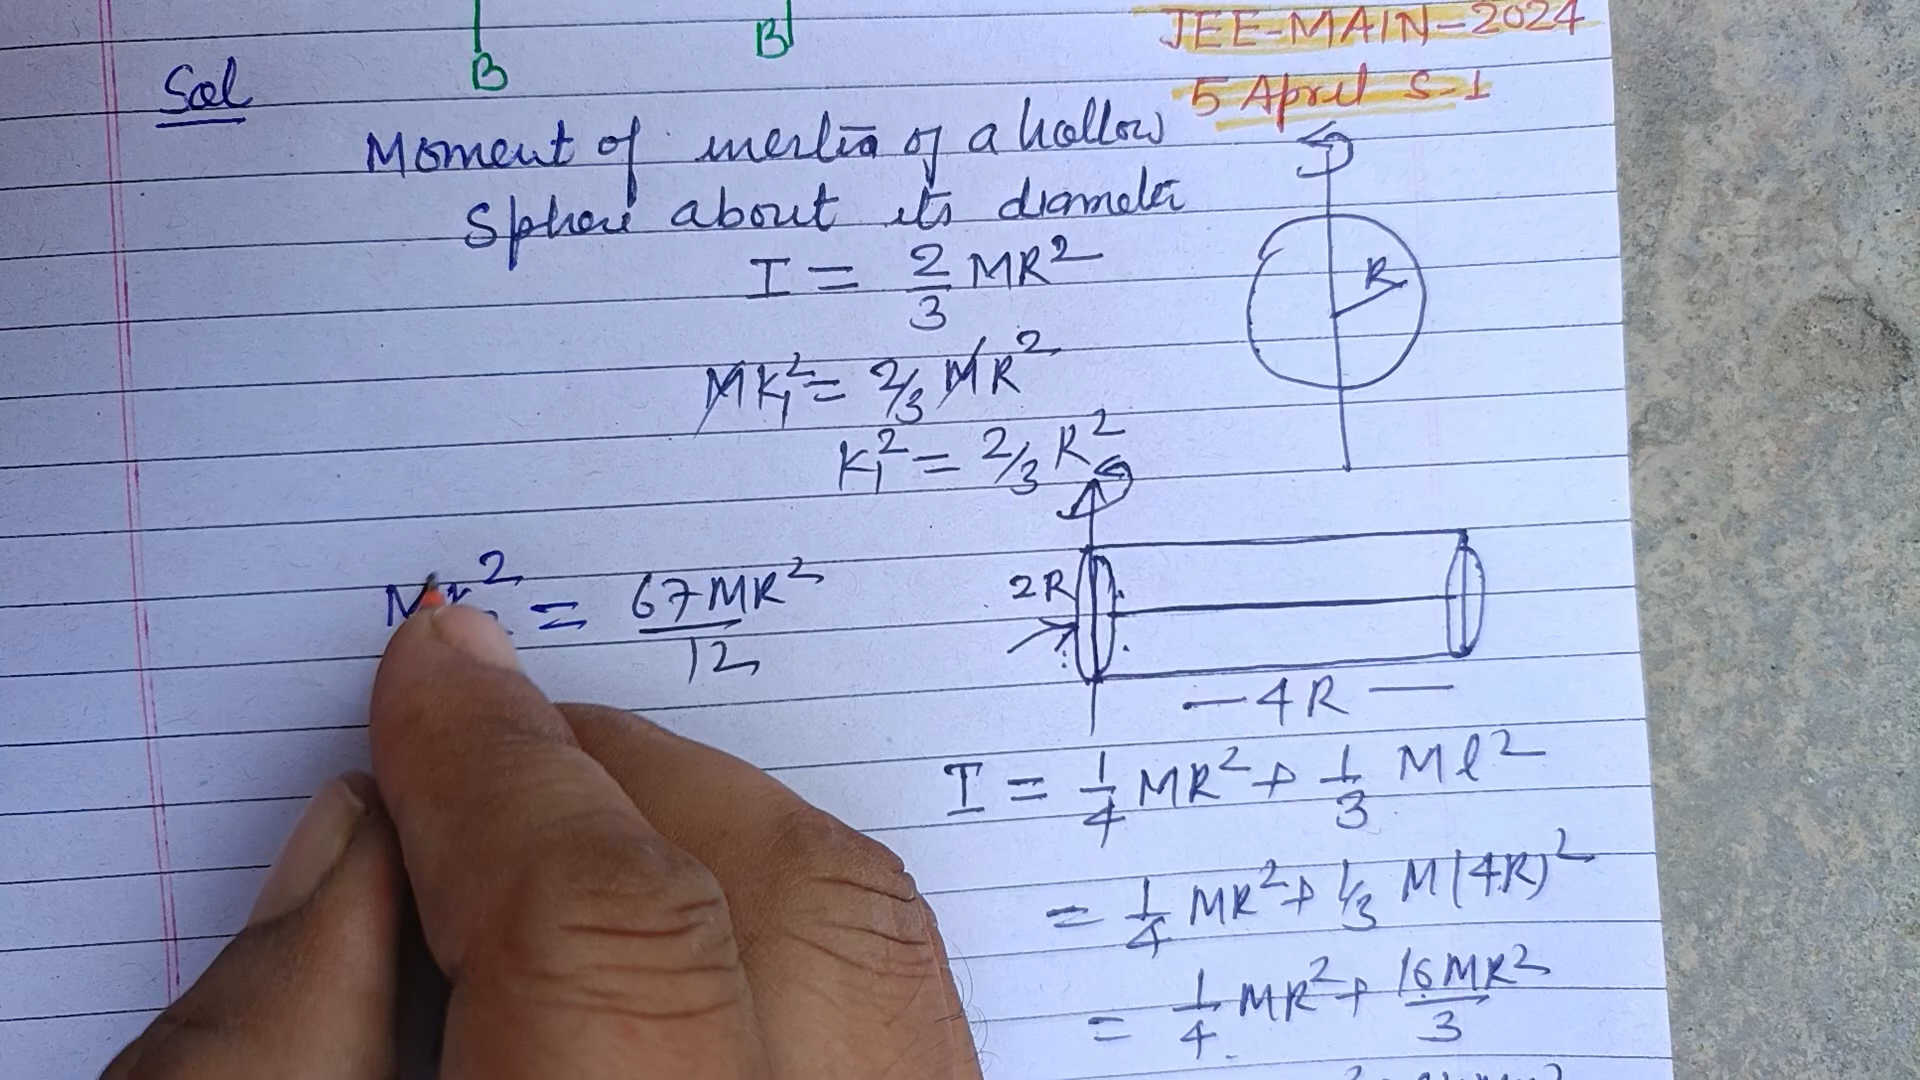 B
B
JEE-MAIN-2024
5 April S-1
Sol
Moment of inertia of a hollow
Sphere about its diameter
I = 2/3 MR²
MK₁² = 2/3 MR²
K₁² = 2/3 R²
R
= 67MR²/12
2R
4R
I = 1/4 MR² + 1/3 Ml²
= 1/4 MR² + 1/3 M(4R)²
= 1/4 MR² + 16MR²/3